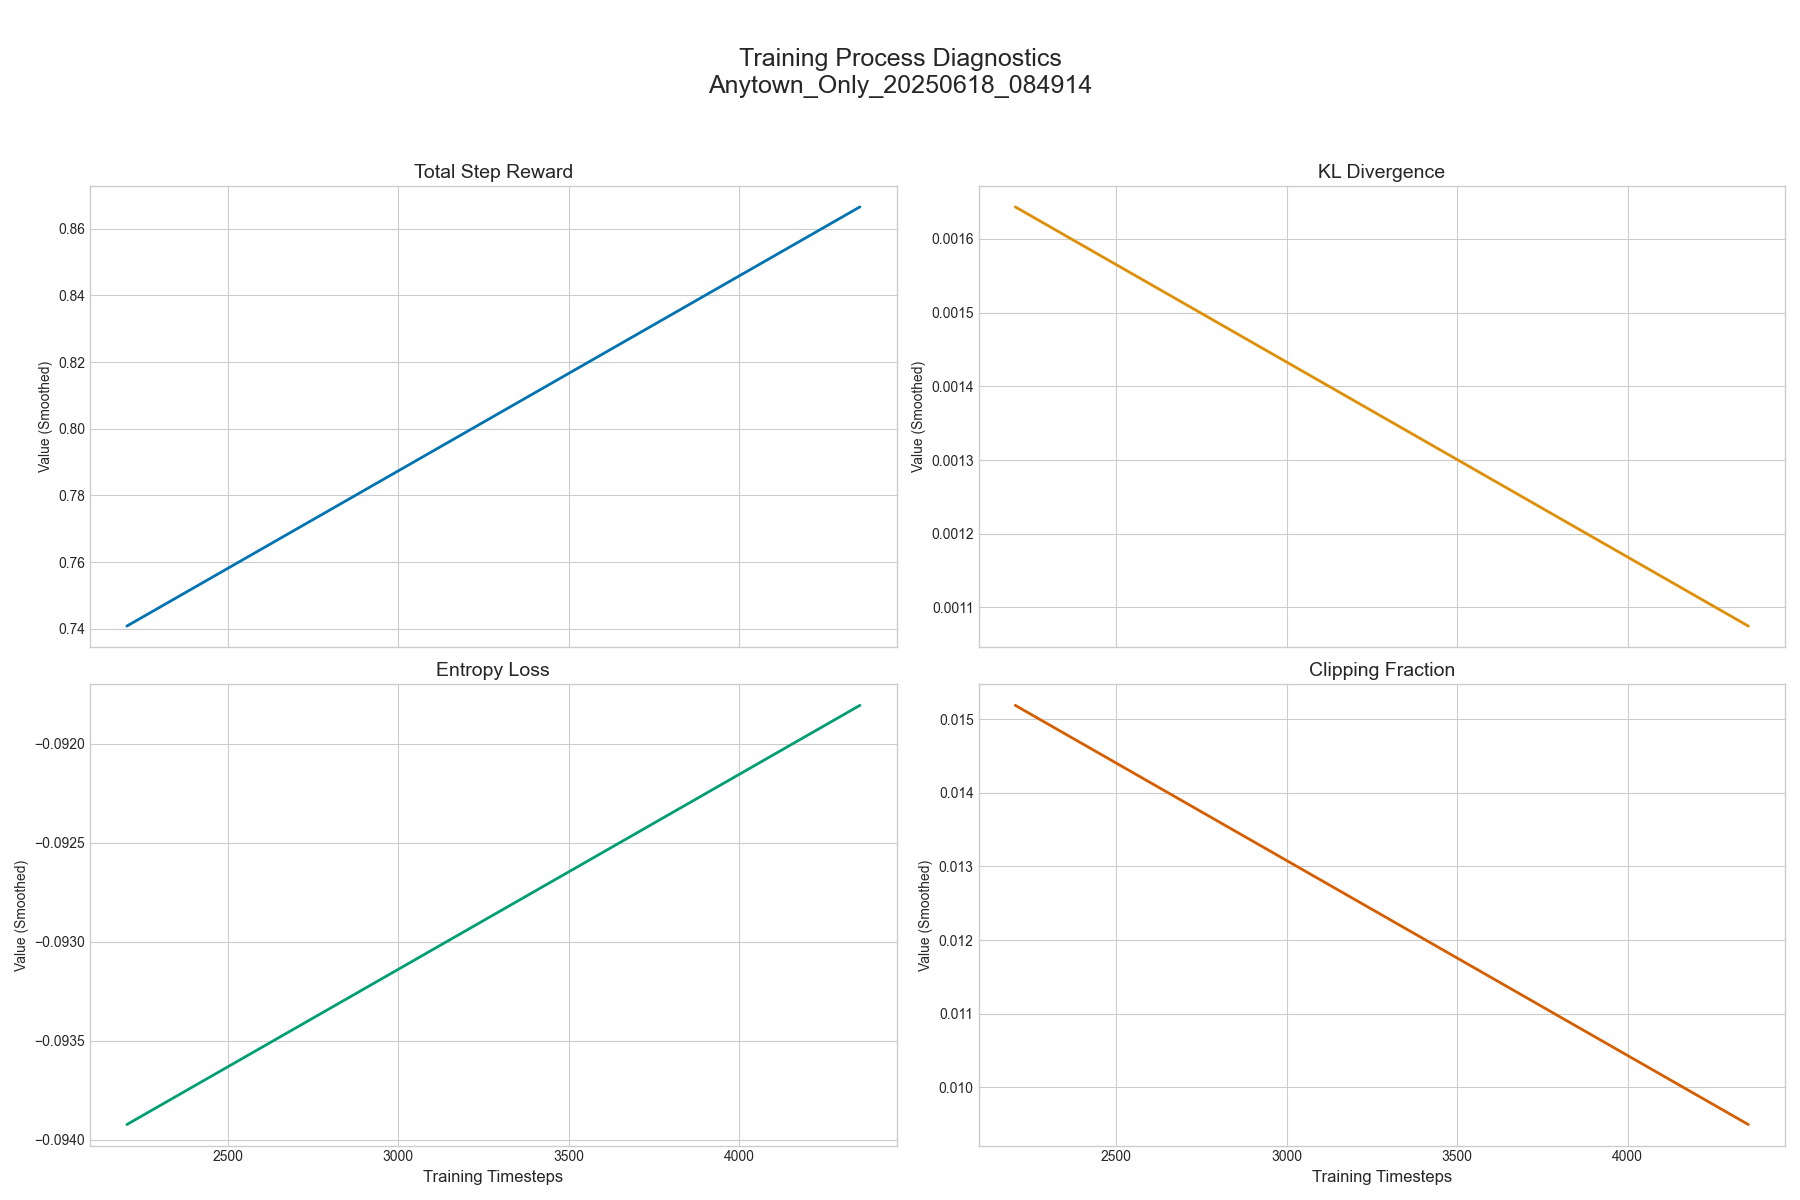 Training Process Diagnostics
Anytown_Only_20250618_084914
Total Step Reward
Value (Smoothed)
0.86
0.84
0.82
0.80
0.78
0.76
0.74
KL Divergence
Value (Smoothed)
0.0016
0.0015
0.0014
0.0013
0.0012
0.0011
Entropy Loss
Value (Smoothed)
−0.0920
−0.0925
−0.0930
−0.0935
−0.0940
2500 3000 3500 4000
Training Timesteps
Clipping Fraction
Value (Smoothed)
0.015
0.014
0.013
0.012
0.011
0.010
2500 3000 3500 4000
Training Timesteps